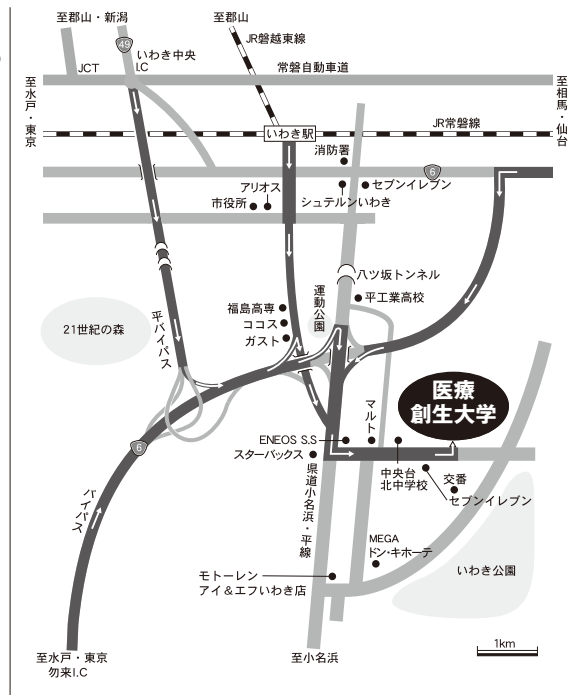 至郡山・新潟
至郡山
JR磐越東線
49
いわき中央
I.C
JCT
常磐自動車道
至水戸・東京
至相馬・仙台
JR常磐線
いわき駅
消防署
6
アリオス
セブンイレブン
市役所
シュテルンいわき
八ツ坂トンネル
運動公園
平工業高校
福島高専
ココス
ガスト
21世紀の森
平バイパス
医療
創生大学
マルト
ENEOS S.S
スターバックス
6
中央台
北中学校
交番
セブンイレブン
県道小名浜・平線
バイパス
MEGA
ドン・キホーテ
いわき公園
モトーレン
アイ&エフいわき店
1km
至水戸・東京
勿来I.C
至小名浜